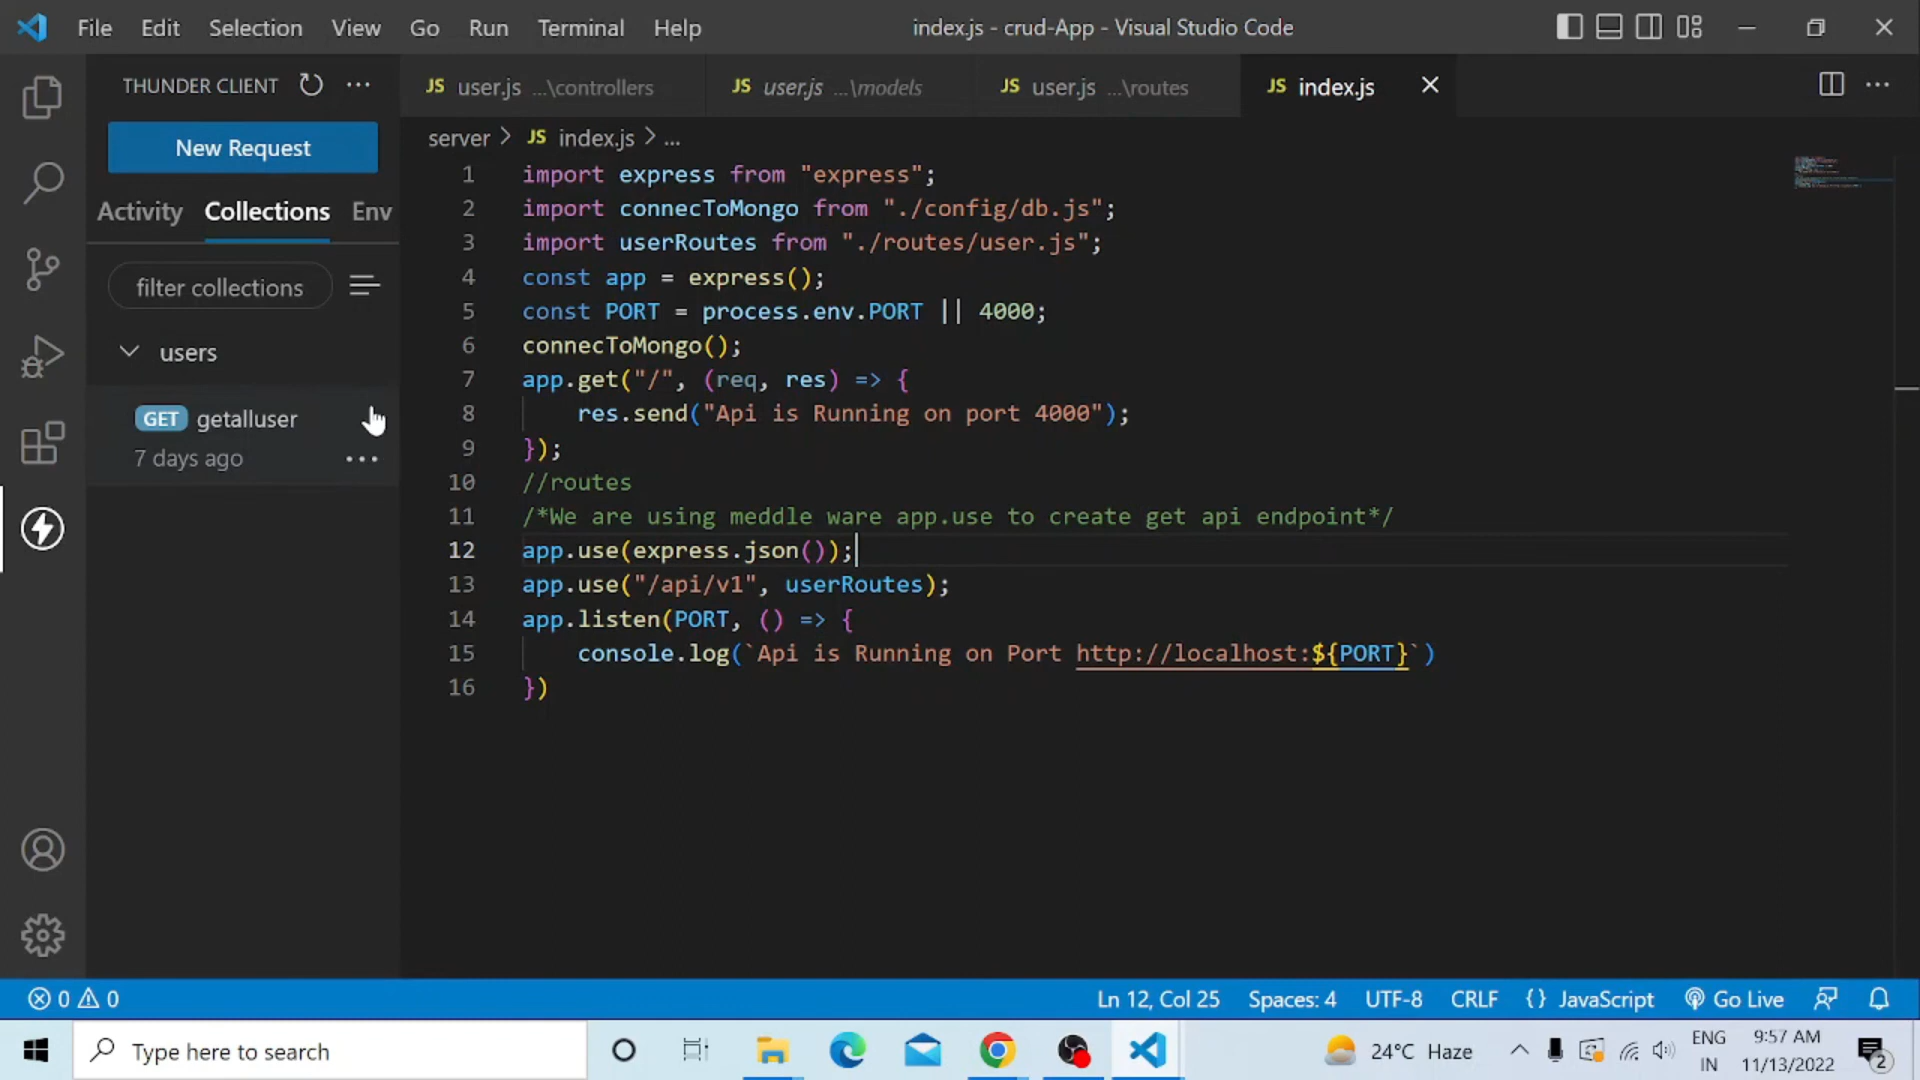 File Edit Selection View Go Run Terminal Help index.js - crud-App - Visual Studio Code
THUNDER CLIENT
New Request
Activity Collections Env
filter collections
users
GET getalluser
7 days ago
JS user.js ...\controllers JS user.js ...\models JS user.js ...\routes JS index.js
server > JS index.js > ...
1 import express from "express";
2 import connecToMongo from "./config/db.js";
3 import userRoutes from "./routes/user.js";
4 const app = express();
5 const PORT = process.env.PORT || 4000;
6 connecToMongo();
7 app.get("/", (req, res) => {
8 res.send("Api is Running on port 4000");
9 });
10 //routes
11 /*We are using meddle ware app.use to create get api endpoint*/
12 app.use(express.json());
13 app.use("/api/v1", userRoutes);
14 app.listen(PORT, () => {
15 console.log(`Api is Running on Port http://localhost:${PORT}`)
16 })
0 0 Ln 12, Col 25 Spaces: 4 UTF-8 CRLF {} JavaScript Go Live
Type here to search 24°C Haze ENG IN 9:57 AM 11/13/2022 2